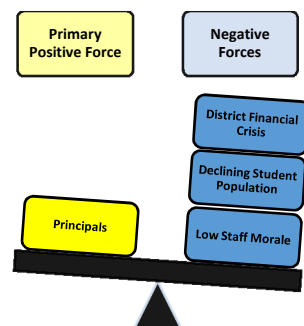 Primary
Positive Force
Negative
Forces
District Financial
Crisis
Declining Student
Population
Principals
Low Staff Morale